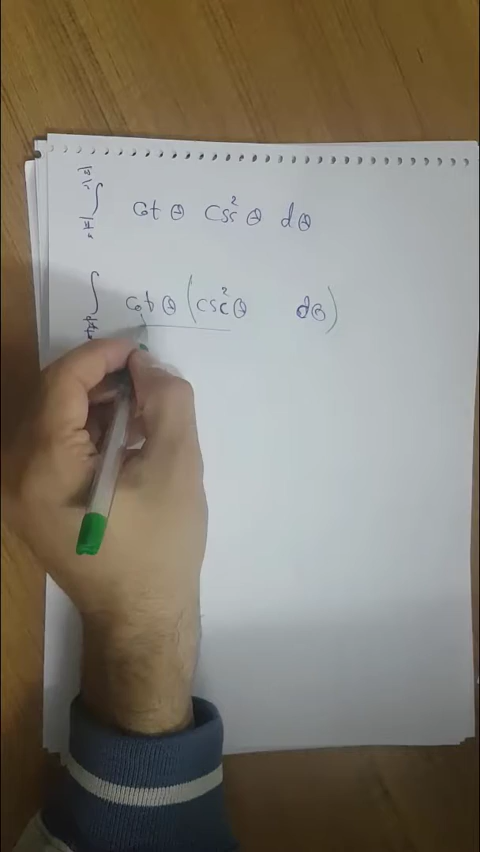 ∫ cot θ csc² θ dθ
∫ cot θ (csc² θ dθ)